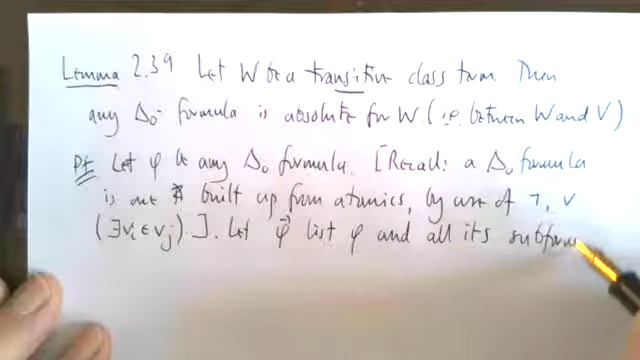 Lemma 2.39 Let W be a transitive class term. Then
any Δ₀-formula is absolute for W. (i.e. between W and V)
Pf Let φ be any Δ₀ formula. [Recall: a Δ₀ formula
is one built up from atomics, by use of ¬, ∨
(∃vᵢ∈vⱼ).]. Let φ⃗ list φ and all its subform